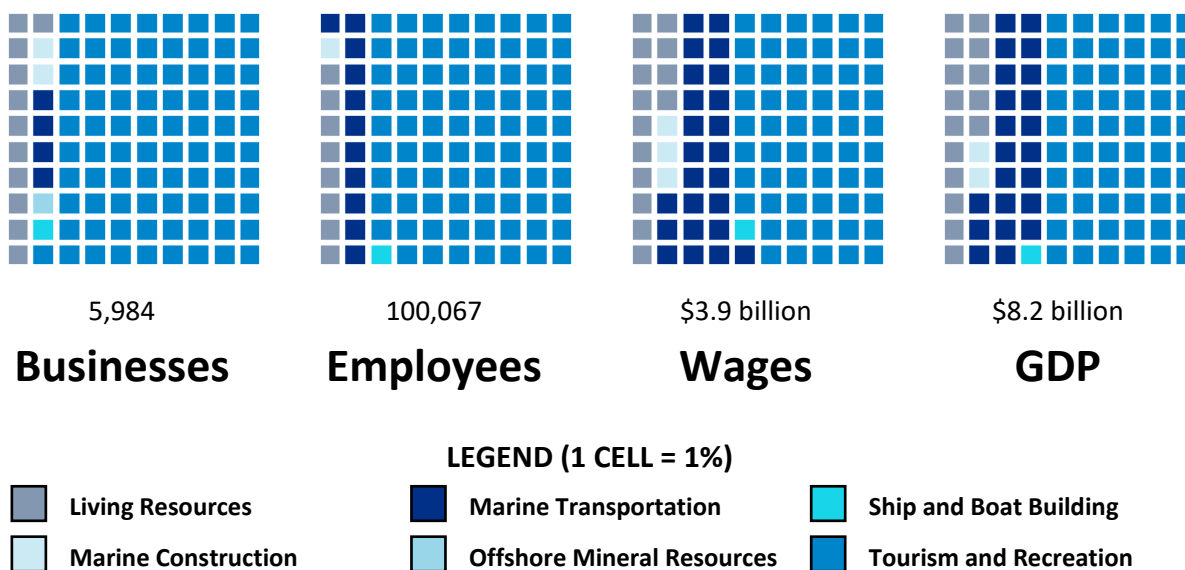 5,984 100,067 $3.9 billion $8.2 billion
Businesses Employees Wages GDP
LEGEND (1 CELL = 1%)
Living Resources Marine Transportation Ship and Boat Building
Marine Construction Offshore Mineral Resources Tourism and Recreation